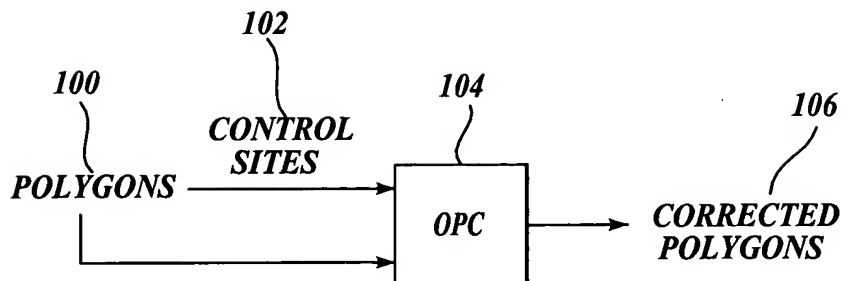 102
100
104
106
CONTROL
SITES
POLYGONS
OPC
CORRECTED
POLYGONS